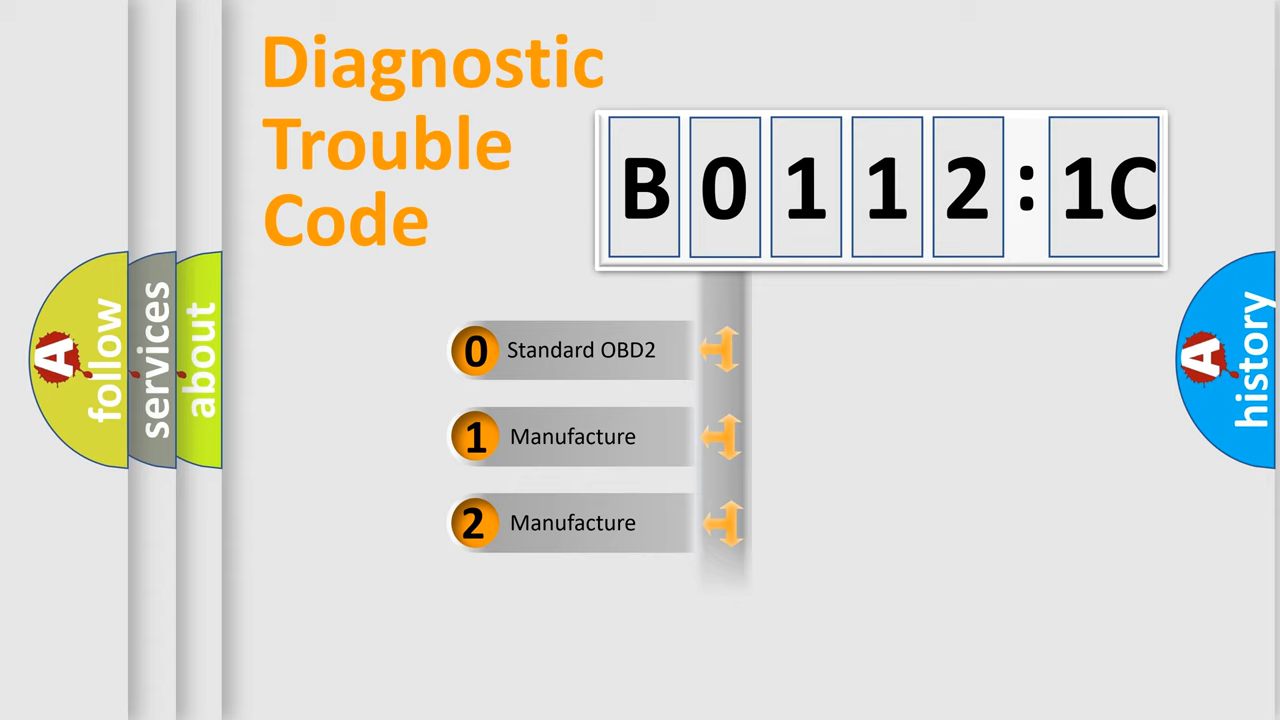 Diagnostic
Trouble
Code
B 0 1 1 2 : 1C
0 Standard OBD2
1 Manufacture
2 Manufacture
A follow
services
about
A history